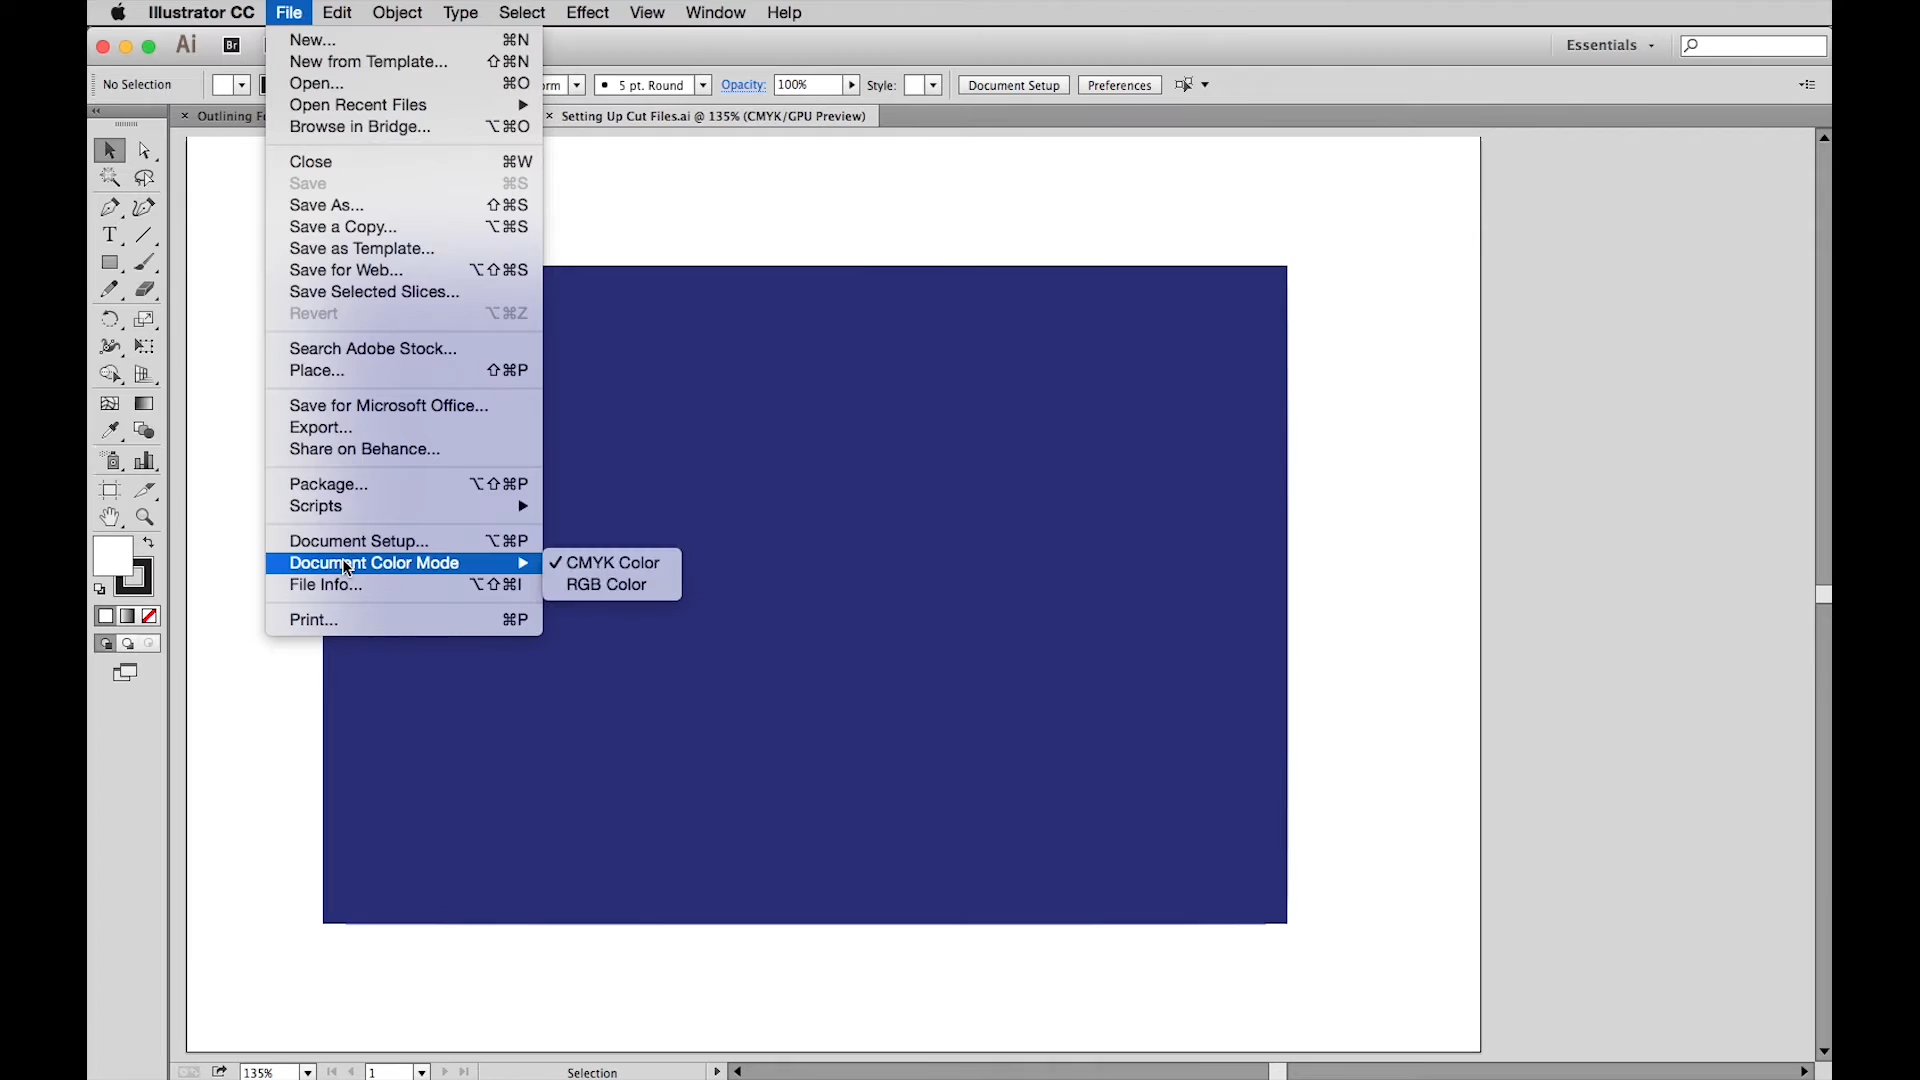 Illustrator CC File Edit Object Type Select Effect View Window Help
Ai Br Essentials
No Selection 5 pt. Round Opacity: 100% Style: Document Setup Preferences
Setting Up Cut Files.ai @ 135% (CMYK/GPU Preview)
New... ⌘N
New from Template... ⇧⌘N
Open... ⌘O
Open Recent Files
Browse in Bridge... ⌥⌘O
Close ⌘W
Save ⌘S
Save As... ⇧⌘S
Save a Copy... ⌥⌘S
Save as Template...
Save for Web... ⌥⇧⌘S
Save Selected Slices...
Revert ⌥⌘Z
Search Adobe Stock...
Place... ⇧⌘P
Save for Microsoft Office...
Export...
Share on Behance...
Package... ⌥⇧⌘P
Scripts
Document Setup... ⌥⌘P
Document Color Mode ✓ CMYK Color
RGB Color
File Info... ⌥⇧⌘I
Print... ⌘P
135% 1 Selection